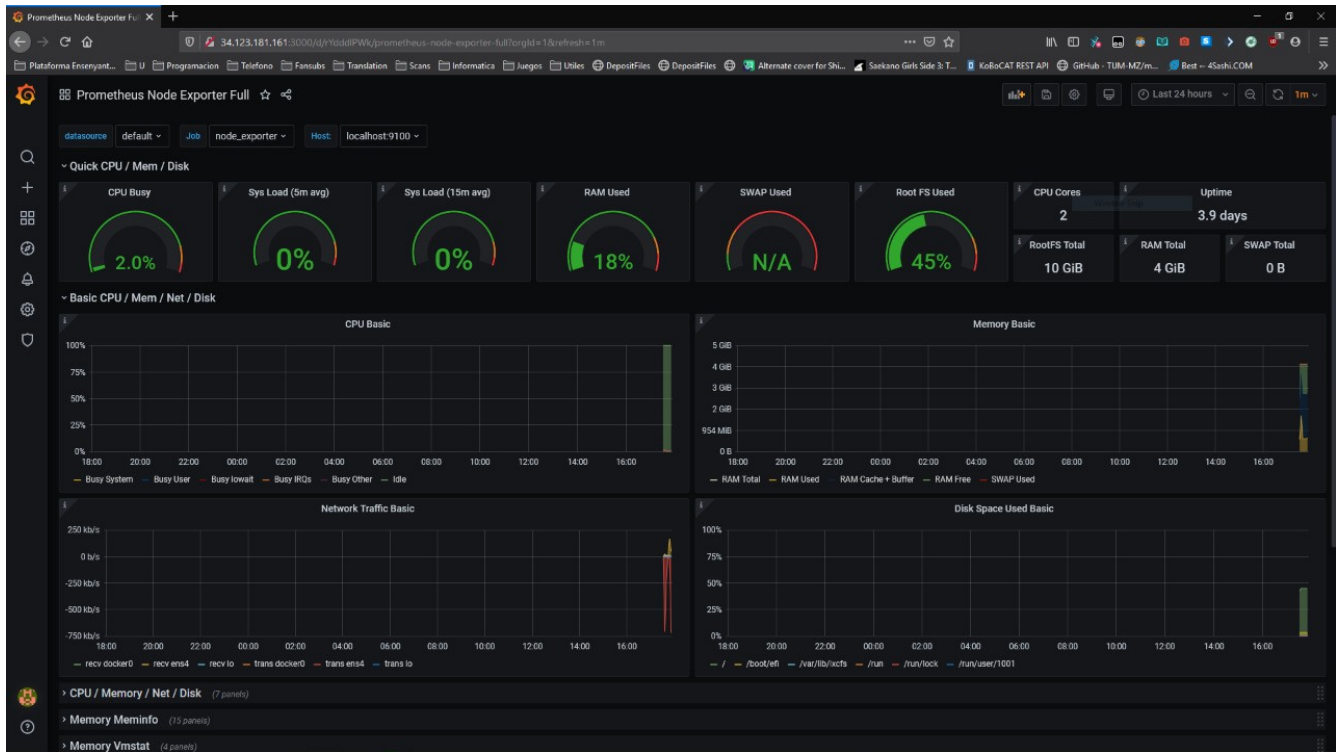 Prometheus Node Exporter Ful
34.123.181.161:3000/d/rYdddlPWk/prometheus-node-exporter-full?orgId=1&refresh=1m
Plataforma Ensenyant... U Programacion Telefono Fansubs Translation Scans Informatica Juegos Utiles DepositFiles DepositFiles Alternate cover for Shi... Saekano Girls Side 3: T... KoBoCAT REST API GitHub - TUM-MZ/m... Best -- 4Sashi.COM
Prometheus Node Exporter Full
Last 24 hours
1m
datasource default Job node_exporter Host: localhost:9100
Quick CPU / Mem / Disk
CPU Busy
2.0%
Sys Load (5m avg)
0%
Sys Load (15m avg)
0%
RAM Used
18%
SWAP Used
N/A
Root FS Used
45%
CPU Cores
2
Uptime
3.9 days
RootFS Total
10 GiB
RAM Total
4 GiB
SWAP Total
0 B
Basic CPU / Mem / Net / Disk
CPU Basic
100%
75%
50%
25%
0%
18:00 20:00 22:00 00:00 02:00 04:00 06:00 08:00 10:00 12:00 14:00 16:00
Busy System Busy User Busy Iowait Busy IRQs Busy Other Idle
Memory Basic
5 GiB
4 GiB
3 GiB
2 GiB
954 MiB
0 B
18:00 20:00 22:00 00:00 02:00 04:00 06:00 08:00 10:00 12:00 14:00 16:00
RAM Total RAM Used RAM Cache + Buffer RAM Free SWAP Used
Network Traffic Basic
250 kb/s
0 b/s
-250 kb/s
-500 kb/s
-750 kb/s
18:00 20:00 22:00 00:00 02:00 04:00 06:00 08:00 10:00 12:00 14:00 16:00
recv docker0 recv ens4 recv lo trans docker0 trans ens4 trans lo
Disk Space Used Basic
100%
75%
50%
25%
0%
18:00 20:00 22:00 00:00 02:00 04:00 06:00 08:00 10:00 12:00 14:00 16:00
/ /boot/efi /var/lib/lxcfs /run /run/lock /run/user/1001
CPU / Memory / Net / Disk (7 panels)
Memory Meminfo (15 panels)
Memory Vmstat (4 panels)